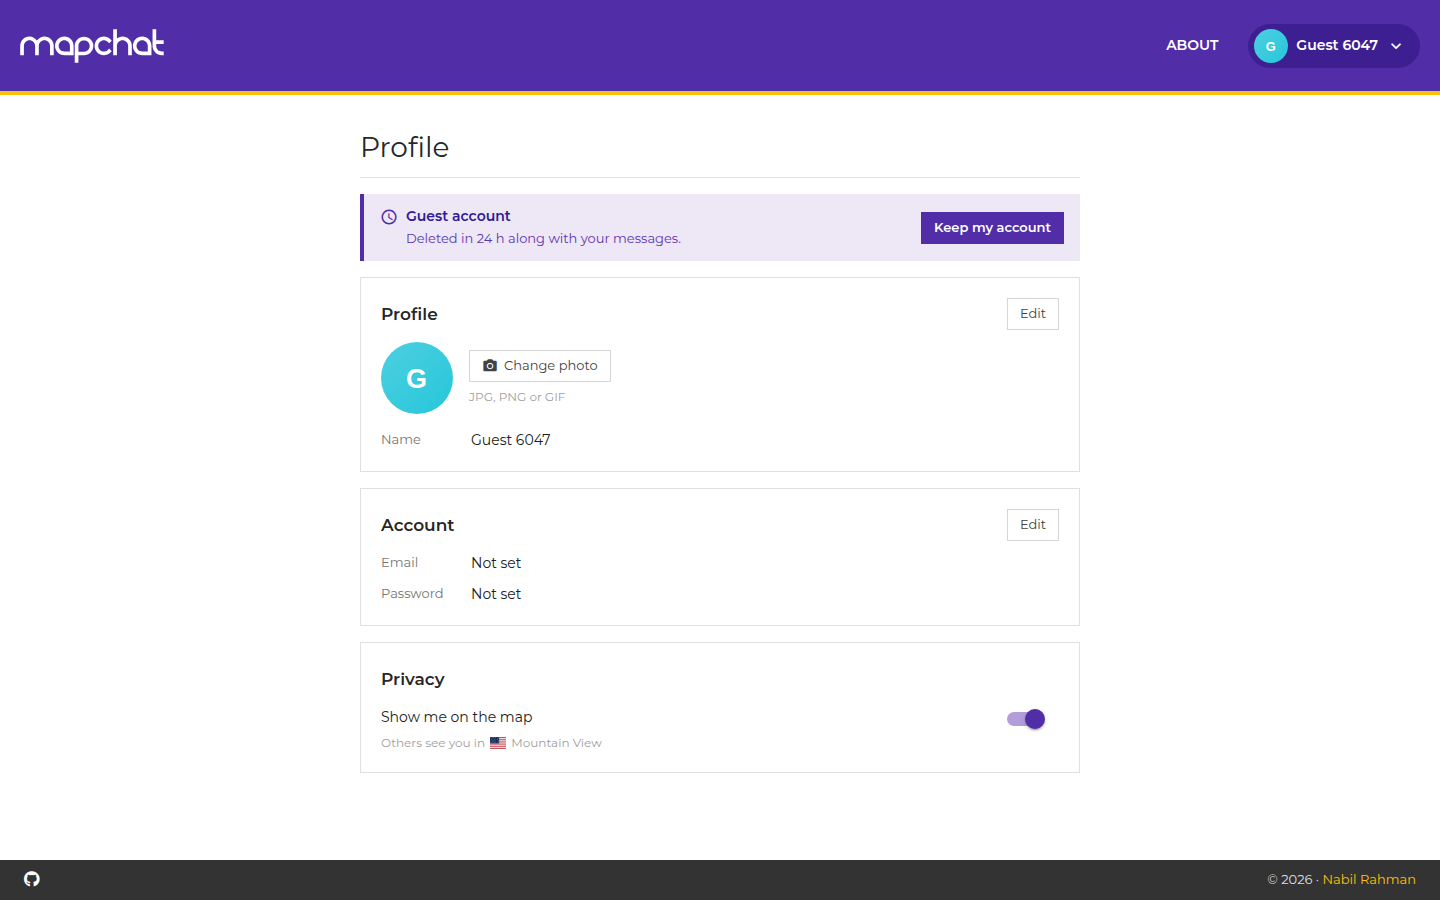 mapchat
ABOUT
G
Guest 6047
Profile
Guest account
Deleted in 24 h along with your messages.
Keep my account
Profile
Edit
G
Change photo
JPG, PNG or GIF
Name
Guest 6047
Account
Edit
Email
Not set
Password
Not set
Privacy
Show me on the map
Others see you in Mountain View
© 2026 · Nabil Rahman